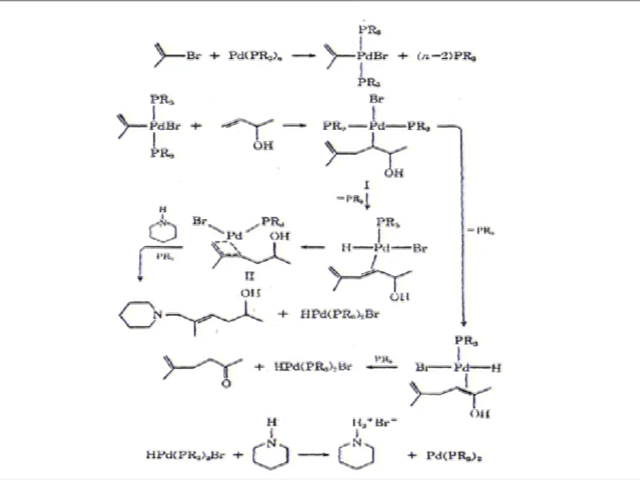 PR₃
Br + Pd(PR₃)ₙ → PdBr + (n−2)PR₃
PR₃
PR₃ Br
PdBr + → PR₃—Pd—PR₃
PR₃ OH
OH
I
−PR₃
H PR₃
N Br Pd PR₃ OH H—Pd—Br −PR₃
PR₃
II OH
OH
N + HPd(PR₃)₂Br
PR₃
+ HPd(PR₃)₂Br ← PR₃ Br—Pd—H
O
OH
H H₂⁺Br⁻
HPd(PR₃)₂Br + N → N + Pd(PR₃)₂